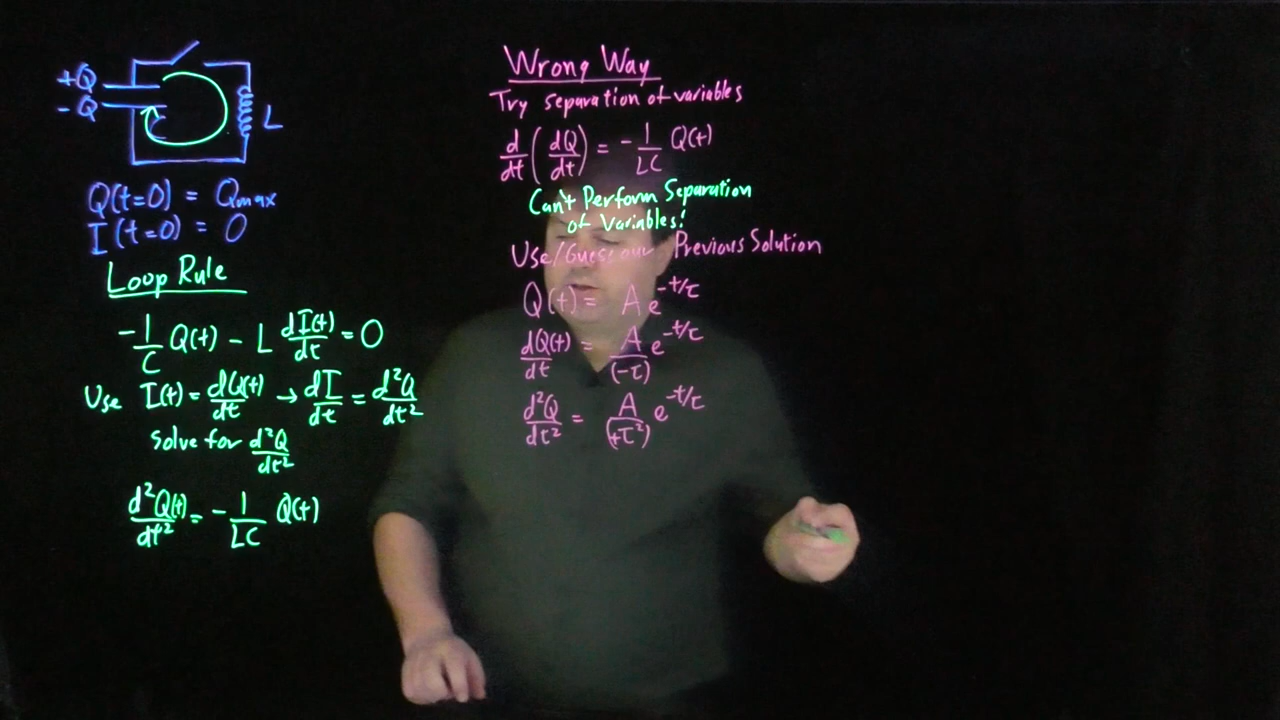 +Q
-Q
C
L
Q(t=0) = Qmax
I(t=0) = 0
Loop Rule
-1/C Q(t) - L dI(t)/dt = 0
Use I(t) = dQ(t)/dt → dI/dt = d²Q/dt²
Solve for d²Q/dt²
d²Q(t)/dt² = -1/LC Q(t)
Wrong Way
Try separation of variables
d/dt (dQ/dt) = -1/LC Q(t)
Can't Perform Separation
of Variables!
Use/Guess our Previous Solution
Q(t) = A e^-t/τ
dQ(t)/dt = A/(-τ) e^-t/τ
d²Q/dt² = A/(+τ²) e^-t/τ